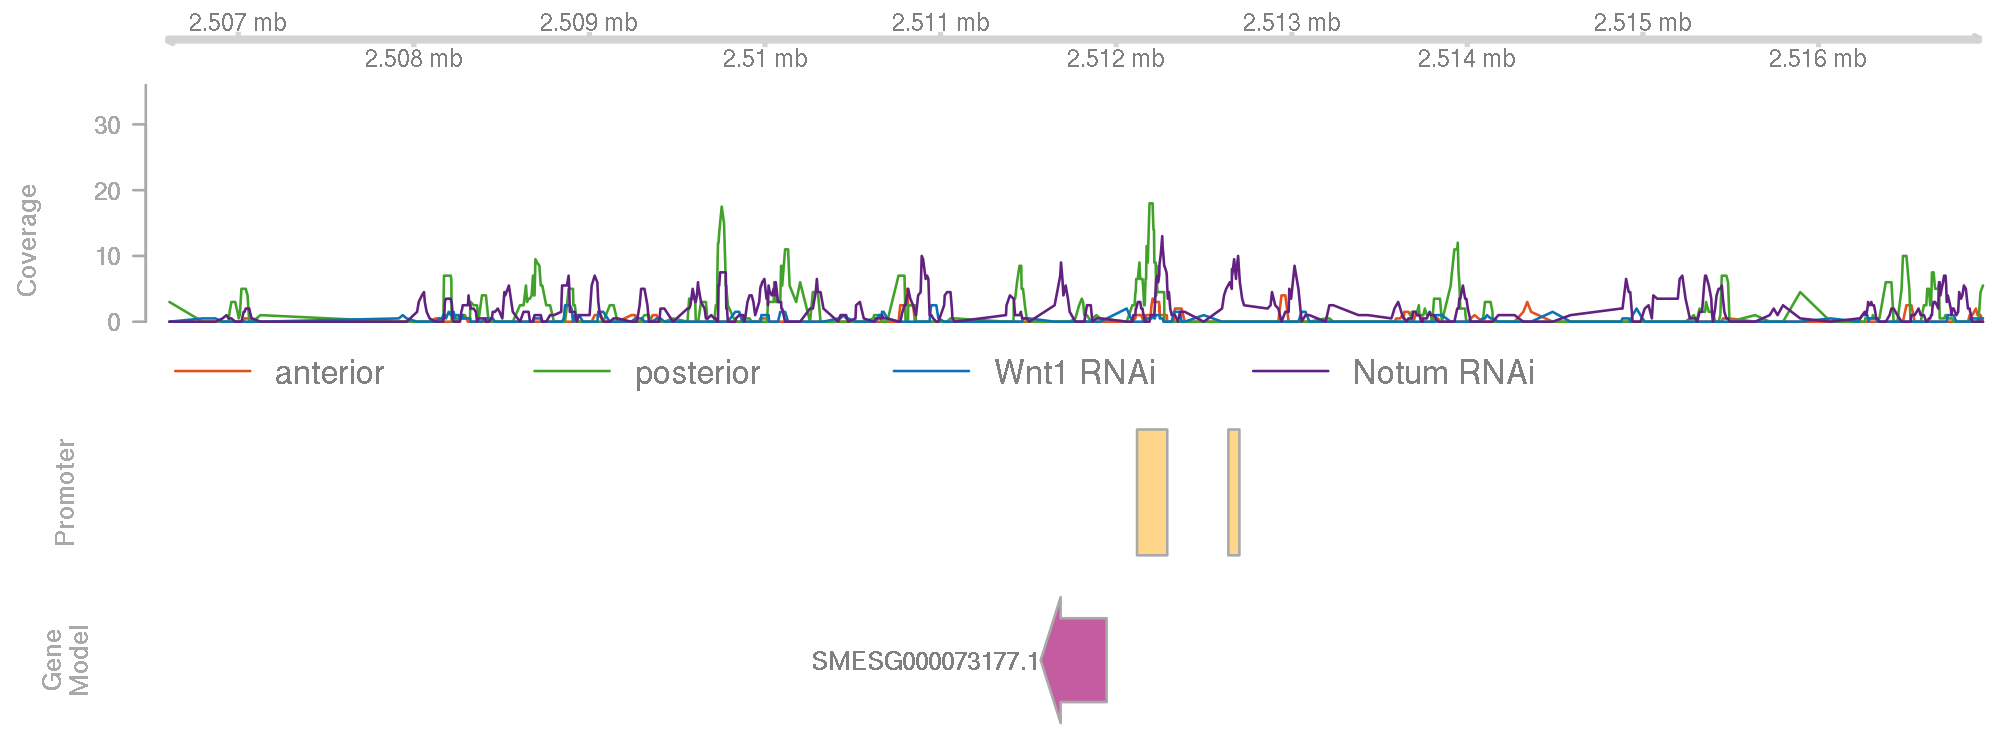 2.507 mb 2.509 mb 2.511 mb 2.513 mb 2.515 mb
2.508 mb 2.51 mb 2.512 mb 2.514 mb 2.516 mb
Coverage
30
20
10
0
anterior posterior Wnt1 RNAi Notum RNAi
Promoter
Gene
Model
SMESG000073177.1